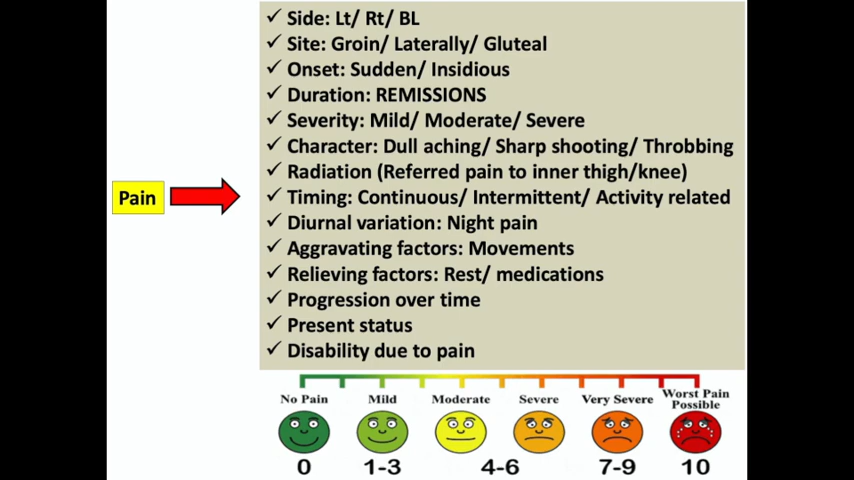 Side: Lt/ Rt/ BL
Site: Groin/ Laterally/ Gluteal
Onset: Sudden/ Insidious
Duration: REMISSIONS
Severity: Mild/ Moderate/ Severe
Character: Dull aching/ Sharp shooting/ Throbbing
Radiation (Referred pain to inner thigh/knee)
Pain
Timing: Continuous/ Intermittent/ Activity related
Diurnal variation: Night pain
Aggravating factors: Movements
Relieving factors: Rest/ medications
Progression over time
Present status
Disability due to pain
No Pain Mild Moderate Severe Very Severe Worst Pain
Possible
0 1-3 4-6 7-9 10